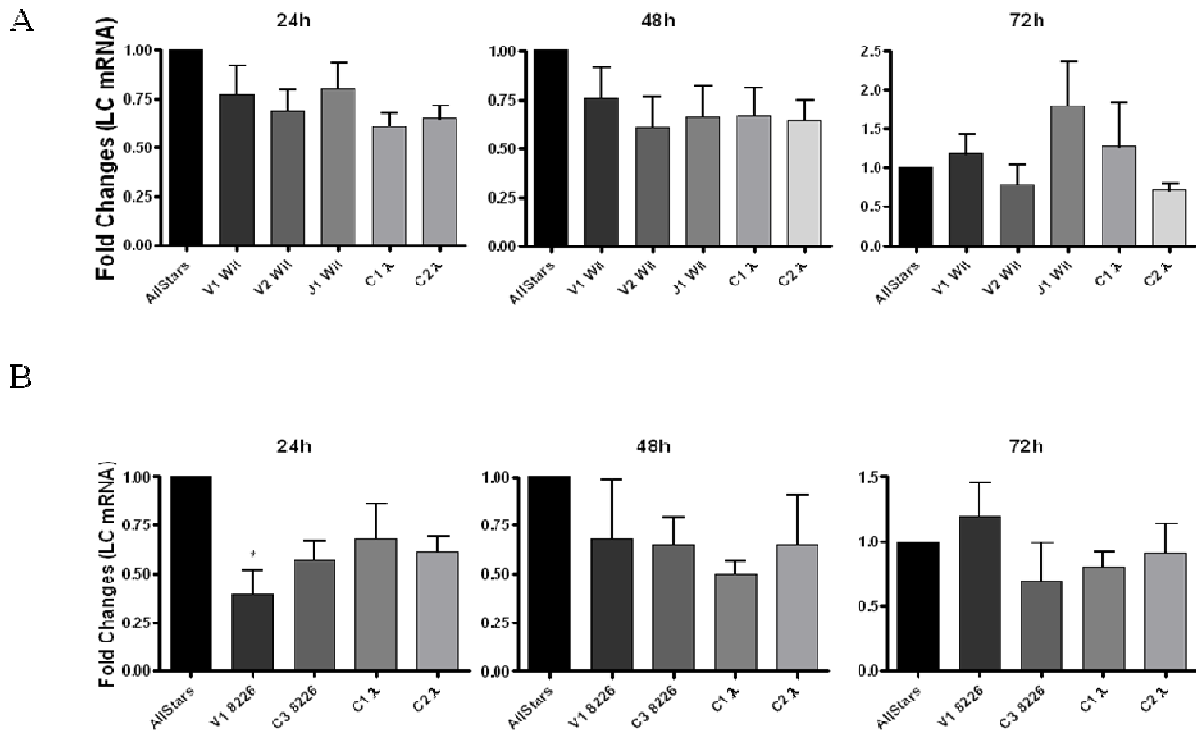 A
24h
48h
72h
Fold Changes (LC mRNA)
1.00
0.75
0.50
0.25
0.00
AllStars
V1 Wil
V2 Wil
J1 Wil
C1 λ
C2 λ
1.00
0.75
0.50
0.25
0.00
AllStars
V1 Wil
V2 Wil
J1 Wil
C1 λ
C2 λ
2.5
2.0
1.5
1.0
0.5
0.0
AllStars
V1 Wil
V2 Wil
J1 Wil
C1 λ
C2 λ
B
24h
48h
72h
Fold Changes (LC mRNA)
1.00
0.75
0.50
0.25
0.00
*
AllStars
V1 8226
C3 8226
C1 λ
C2 λ
1.00
0.75
0.50
0.25
0.00
AllStars
V1 8226
C3 8226
C1 λ
C2 λ
1.5
1.0
0.5
0.0
AllStars
V1 8226
C3 8226
C1 λ
C2 λ